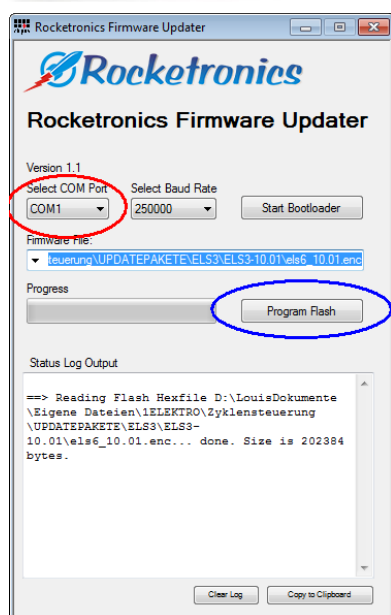 Rocketronics Firmware Updater
Rocketronics
Rocketronics Firmware Updater
Version 1.1
Select COM Port Select Baud Rate
COM1 250000 Start Bootloader
Firmware File:
teuerung\UPDATEPAKETE\ELS3\ELS3-10.01\els6_10.01.enc
Progress
Program Flash
Status Log Output
==> Reading Flash Hexfile D:\LouisDokumente
\Eigene Dateien\1ELEKTRO\Zyklensteuerung
\UPDATEPAKETE\ELS3\ELS3-
10.01\els6_10.01.enc... done. Size is 202384
bytes.
Clear Log Copy to Clipboard